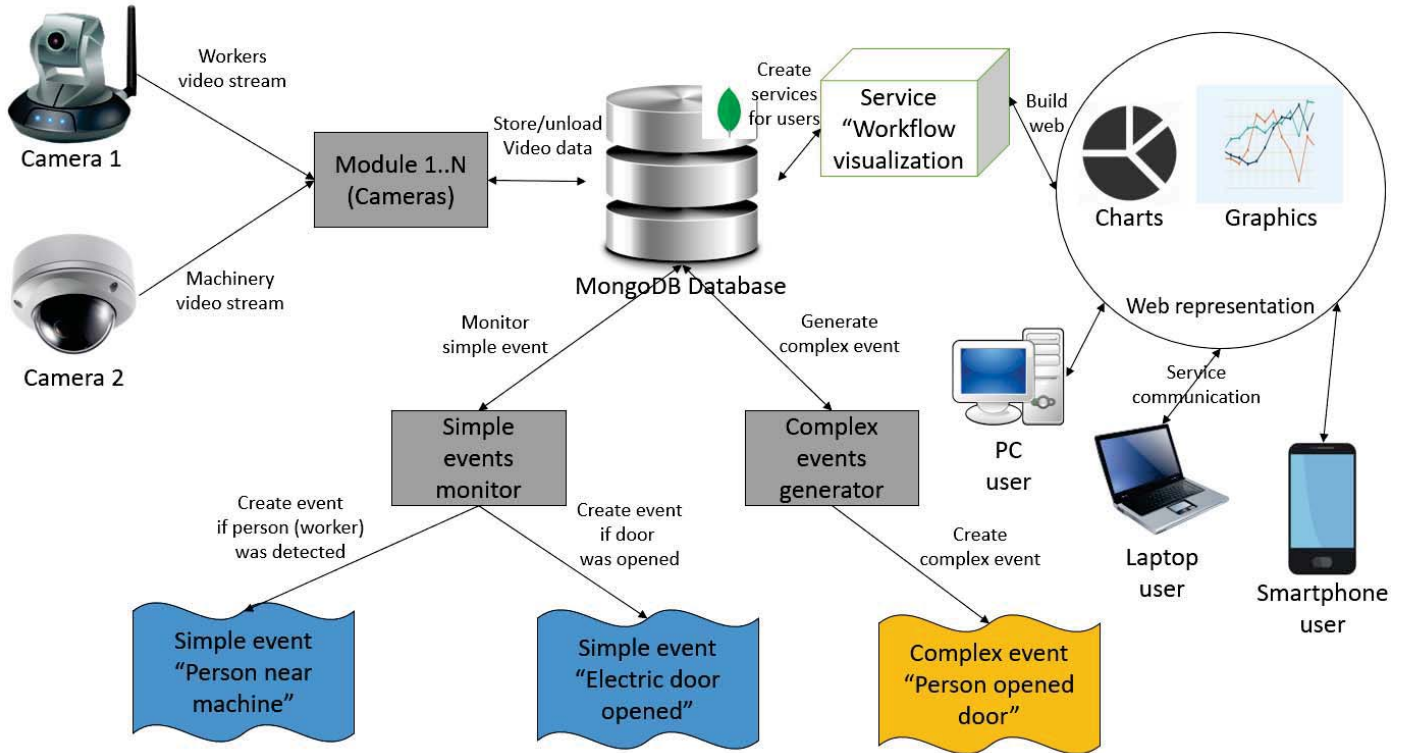 Workers
video stream
Camera 1
Machinery
video stream
Camera 2
Module 1..N
(Cameras)
Store/unload
Video data
MongoDB Database
Create
services
for users
Service
“Workflow
visualization
Build
web
Charts
Graphics
Web representation
Monitor
simple event
Generate
complex event
Simple
events
monitor
Complex
events
generator
Service
communication
PC
user
Laptop
user
Smartphone
user
Create event
if person (worker)
was detected
Create event
if door
was opened
Create
complex event
Simple event
“Person near
machine”
Simple event
“Electric door
opened”
Complex event
“Person opened
door”